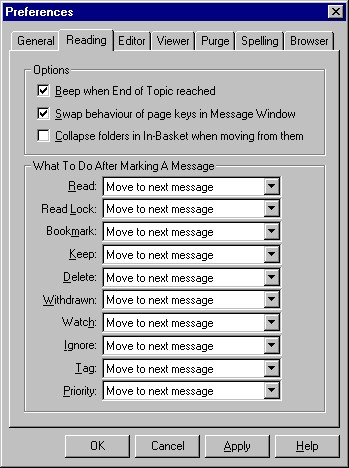 Preferences
General Reading Editor Viewer Purge Spelling Browser
Options
Beep when End of Topic reached
Swap behaviour of page keys in Message Window
Collapse folders in In-Basket when moving from them
What To Do After Marking A Message
Read: Move to next message
Read Lock: Move to next message
Bookmark: Move to next message
Keep: Move to next message
Delete: Move to next message
Withdrawn: Move to next message
Watch: Move to next message
Ignore: Move to next message
Tag: Move to next message
Priority: Move to next message
OK Cancel Apply Help